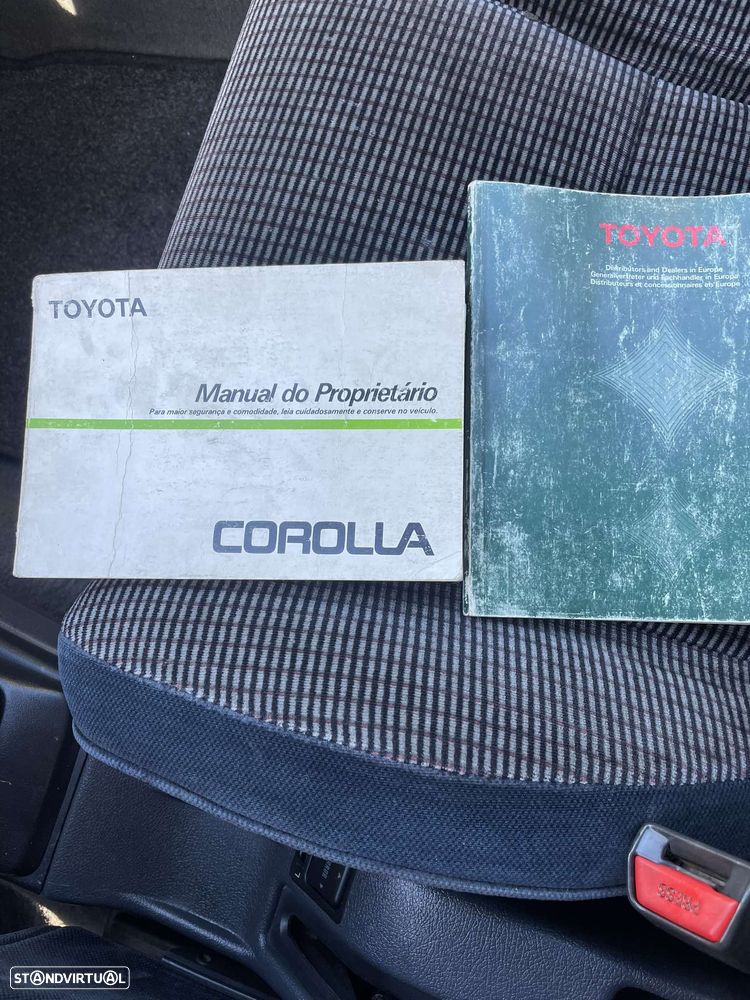 TOYOTA
Manual do Proprietário
Para maior segurança e comodidade, leia cuidadosamente e conserve no veículo.
COROLLA
TOYOTA
Distributors and Dealers in Europe
Generalvertreter und Fachhändler in Europa
Distributeurs et concessionnaires en Europe
PRESS
STANDVIRTUAL